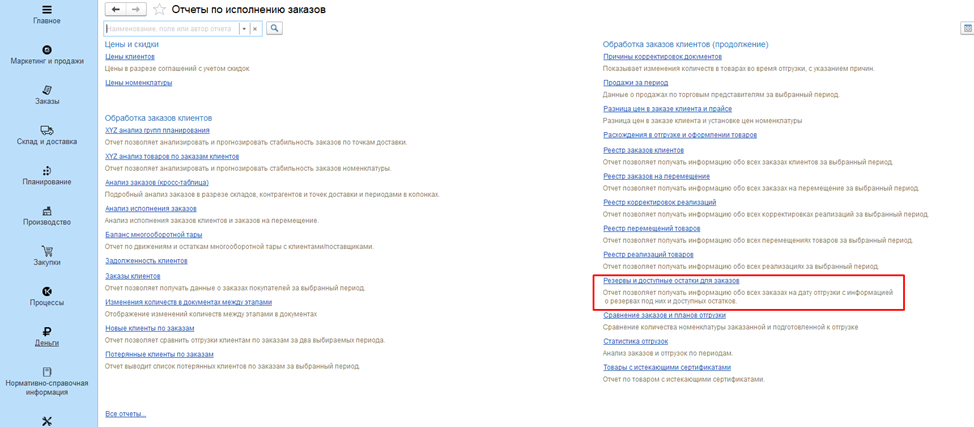 Главное
Маркетинг и продажи
Заказы
Склад и доставка
Планирование
Производство
Закупки
Процессы
Деньги
Нормативно-справочная
информация
Отчеты по исполнению заказов
Наименование, поле или автор отчета
Цены и скидки
Цены клиентов
Цены в разрезе соглашений с учетом скидок
Цены номенклатуры
Обработка заказов клиентов
XYZ анализ групп планирования
Отчет позволяет анализировать и прогнозировать стабильность заказов по точкам доставки.
XYZ анализ товаров по заказам клиентов
Отчет позволяет анализировать и прогнозировать стабильность заказов номенклатуры.
Анализ заказов (кросс-таблица)
Подробный анализ заказов в разрезе складов, контрагентов и точек доставки и периодами в колонках.
Анализ исполнения заказов
Анализ исполнения заказов клиентов и заказов на перемещение.
Баланс многооборотной тары
Отчет по движениям и остаткам многооборотной тары с клиентами/поставщиками.
Задолженность клиентов
Заказы клиентов
Отчет позволяет получать данные о заказах покупателей за выбранный период.
Изменения количеств в документах между этапами
Отображение изменений количеств между этапами в документах
Новые клиенты по заказам
Отчет позволяет сравнить отгрузки клиентам по заказам за два выбираемых периода.
Потерянные клиенты по заказам
Отчет выводит список потерянных клиентов по заказам за выбранный период.
Все отчеты...
Обработка заказов клиентов (продолжение)
Причины корректировок документов
Показывает изменения количеств в товарах во время отгрузки, с указанием причин.
Продажи за период
Данные о продажах по торговым представителям за выбранный период.
Разница цен в заказе клиента и прайсе
Разница цен в заказе клиента и установке цен номенклатуры
Расхождения в отгрузке и оформлении товаров
Реестр заказов клиентов
Отчет позволяет получать информацию обо всех заказах клиентов за выбранный период.
Реестр заказов на перемещение
Отчет позволяет получать информацию обо всех заказах на перемещение за выбранный период.
Реестр корректировок реализаций
Отчет позволяет получать информацию обо всех корректировках реализаций за выбранный период.
Реестр перемещений товаров
Отчет позволяет получать информацию обо всех перемещениях товаров за выбранный период.
Реестр реализаций товаров
Отчет позволяет получать информацию обо всех реализациях за выбранный период.
Резервы и доступные остатки для заказов
Отчет позволяет получать информацию обо всех заказах на дату отгрузки с информацией
о резервах под них и доступных остатков.
Сравнение заказов и планов отгрузки
Сравнение количества номенклатуры заказанной и подготовленной к отгрузке
Статистика отгрузок
Анализ заказов и отгрузок по периодам.
Товары с истекающими сертификатами
Отчет по товаром с истекающими сертификатами.